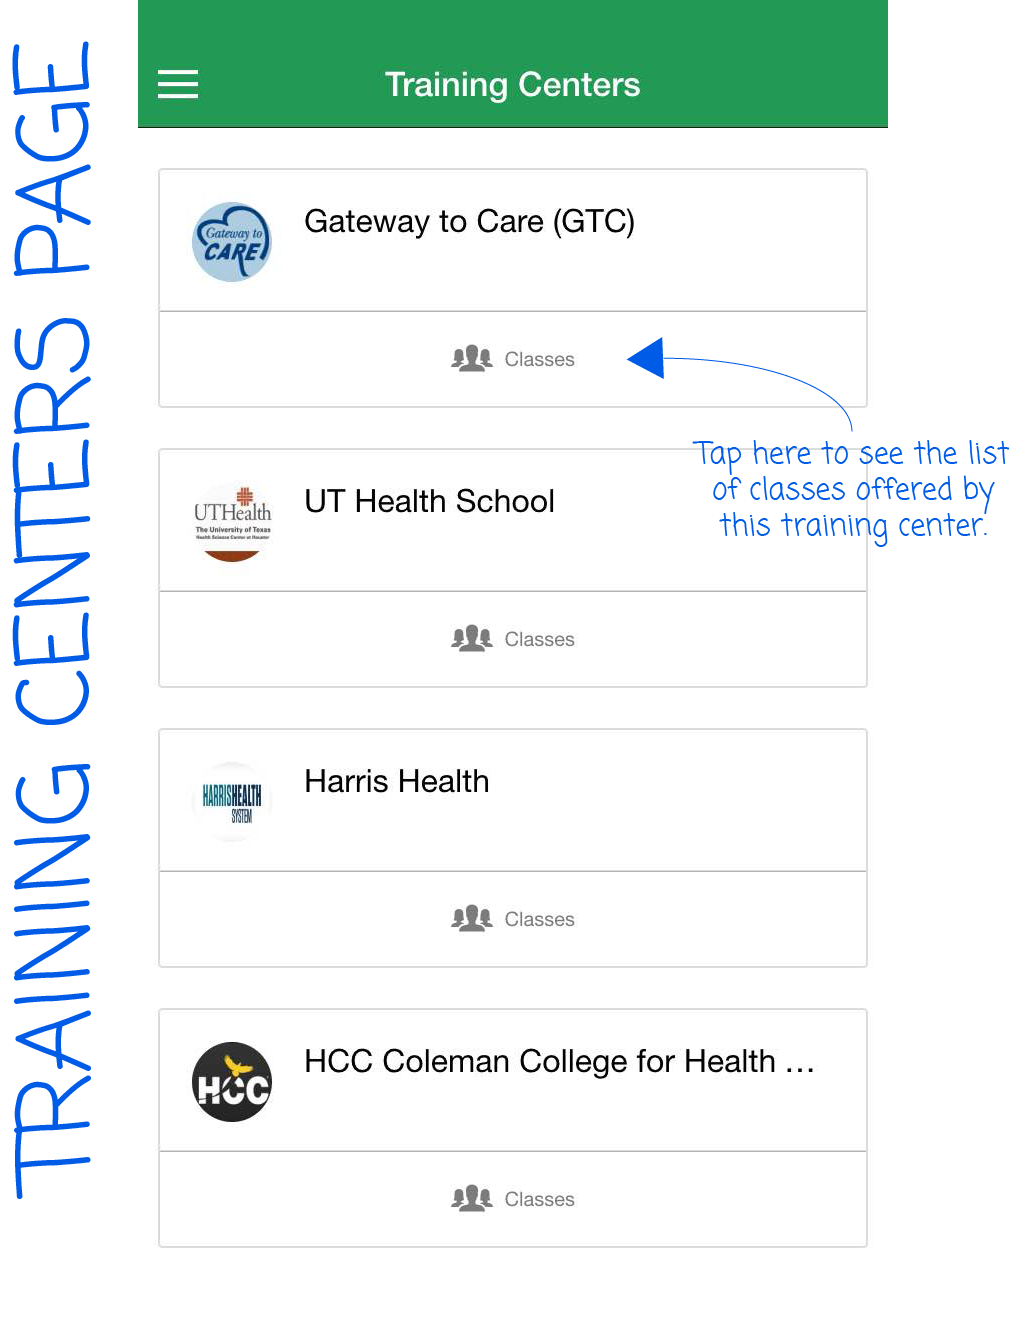 TRAINING CENTERS PAGE
Training Centers
Gateway to
CARE
Gateway to Care (GTC)
Classes
Tap here to see the list
of classes offered by
this training center.
UTHealth
The University of Texas
Health Science Center at Houston
UT Health School
Classes
HARRISHEALTH
SYSTEM
Harris Health
Classes
HCC
HCC Coleman College for Health ...
Classes